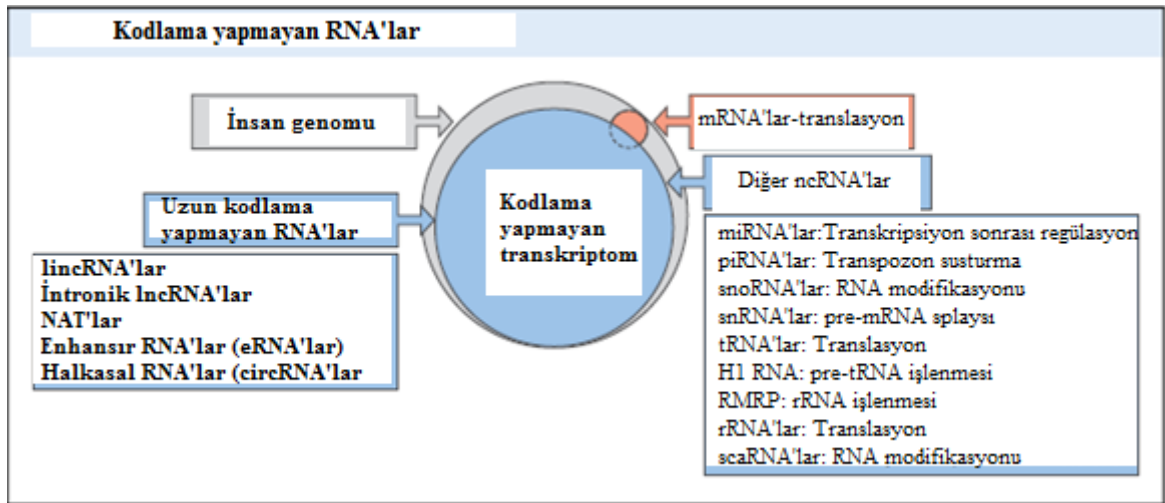 Kodlama yapmayan RNA'lar
İnsan genomu
mRNA'lar-translasyon
Diğer ncRNA'lar
Uzun kodlama
yapmayan RNA'lar
Kodlama
yapmayan
transkriptom
lincRNA'lar
İntronik lncRNA'lar
NAT'lar
Enhansır RNA'lar (eRNA'lar)
Halkasal RNA'lar (circRNA'lar
miRNA'lar:Transkripsiyon sonrası regülasyon
piRNA'lar: Transpozon susturma
snoRNA'lar: RNA modifikasyonu
snRNA'lar: pre-mRNA splaysı
tRNA'lar: Translasyon
H1 RNA: pre-tRNA işlenmesi
RMRP: rRNA işlenmesi
rRNA'lar: Translasyon
scaRNA'lar: RNA modifikasyonu